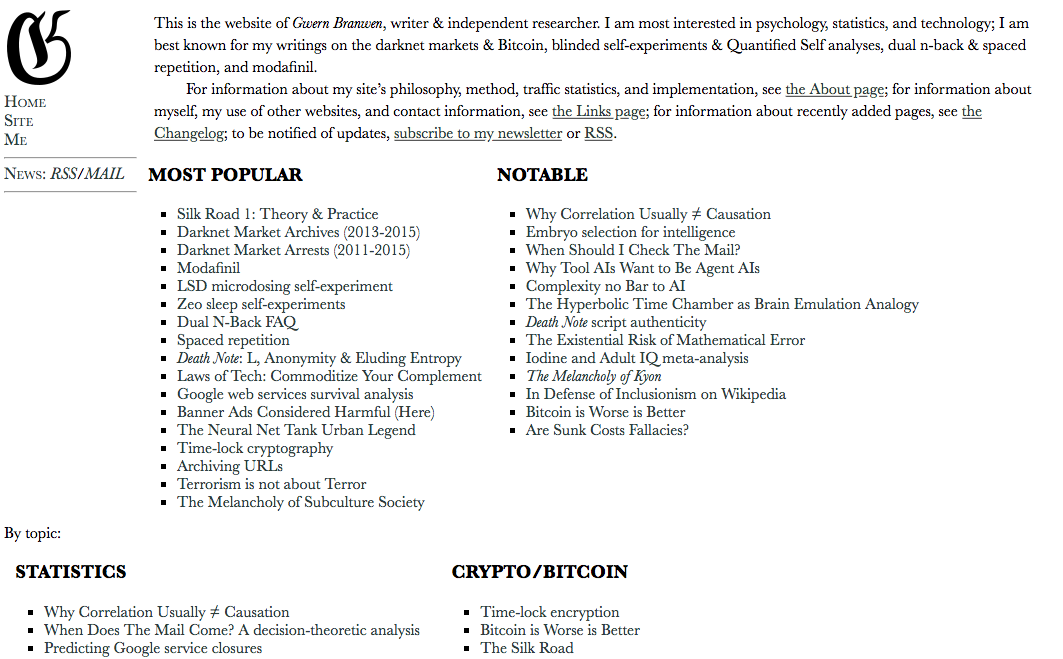 This is the website of Gwern Branwen, writer & independent researcher. I am most interested in psychology, statistics, and technology; I am
best known for my writings on the darknet markets & Bitcoin, blinded self-experiments & Quantified Self analyses, dual n-back & spaced
repetition, and modafinil.
For information about my site's philosophy, method, traffic statistics, and implementation, see the About page; for information about
myself, my use of other websites, and contact information, see the Links page; for information about recently added pages, see the
Changelog; to be notified of updates, subscribe to my newsletter or RSS.
Home
Site
Me
News: RSS/MAIL
MOST POPULAR
Silk Road 1: Theory & Practice
Darknet Market Archives (2013-2015)
Darknet Market Arrests (2011-2015)
Modafinil
LSD microdosing self-experiment
Zeo sleep self-experiments
Dual N-Back FAQ
Spaced repetition
Death Note: L, Anonymity & Eluding Entropy
Laws of Tech: Commoditize Your Complement
Google web services survival analysis
Banner Ads Considered Harmful (Here)
The Neural Net Tank Urban Legend
Time-lock cryptography
Archiving URLs
Terrorism is not about Terror
The Melancholy of Subculture Society
NOTABLE
Why Correlation Usually ≠ Causation
Embryo selection for intelligence
When Should I Check The Mail?
Why Tool AIs Want to Be Agent AIs
Complexity no Bar to AI
The Hyperbolic Time Chamber as Brain Emulation Analogy
Death Note script authenticity
The Existential Risk of Mathematical Error
Iodine and Adult IQ meta-analysis
The Melancholy of Kyon
In Defense of Inclusionism on Wikipedia
Bitcoin is Worse is Better
Are Sunk Costs Fallacies?
By topic:
STATISTICS
Why Correlation Usually ≠ Causation
When Does The Mail Come? A decision-theoretic analysis
Predicting Google service closures
CRYPTO/BITCOIN
Time-lock encryption
Bitcoin is Worse is Better
The Silk Road